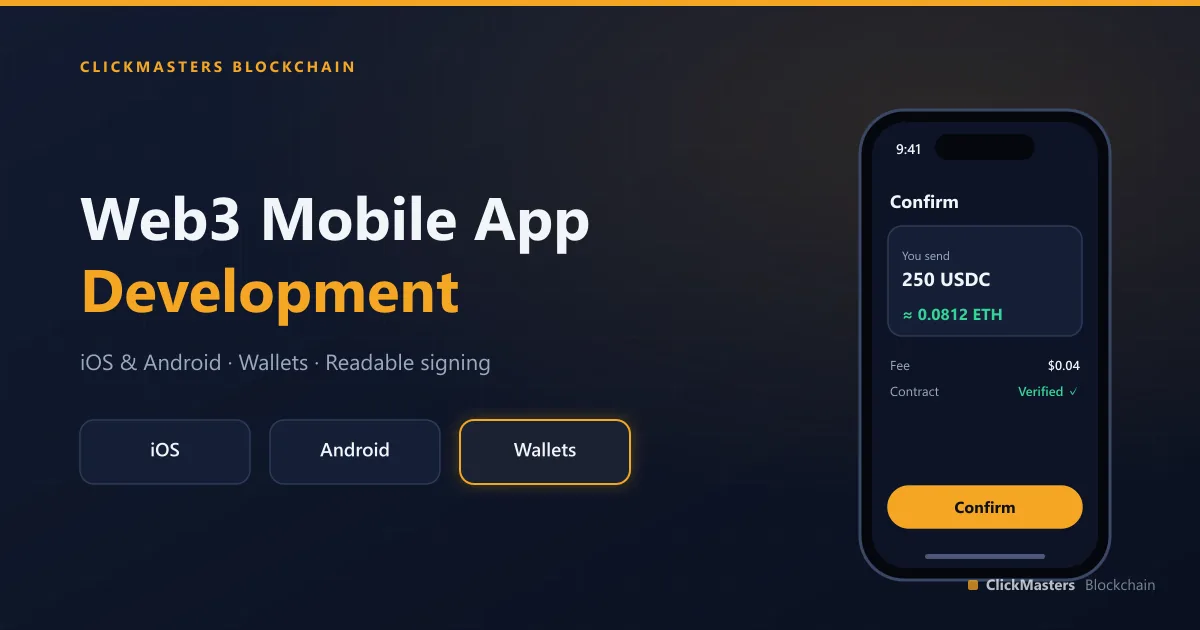 CLICKMASTERS BLOCKCHAIN
Web3 Mobile App
Development
iOS & Android · Wallets · Readable signing
iOS
Android
Wallets
9:41
Confirm
You send
250 USDC
≈ 0.0812 ETH
Fee $0.04
Contract Verified ✓
Confirm
ClickMasters Blockchain